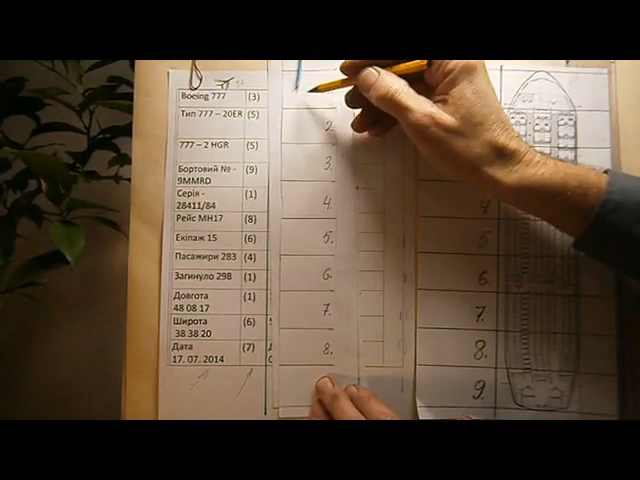 Boeing 777 (3)
Тип 777 – 20ER (5)
777 – 2 HGR (5)
Бортовий № - (9)
9MMRD
Серія - (1)
28411/84
Рейс МН17 (8)
Екіпаж 15 (6)
Пасажири 283 (4)
Загинуло 298 (1)
Довгота (1)
48 08 17
Широта (6)
38 38 20
Дата (7)
17. 07. 2014
2.
3.
4.
5.
6.
7.
8.
4
5
6.
7.
8.
9.